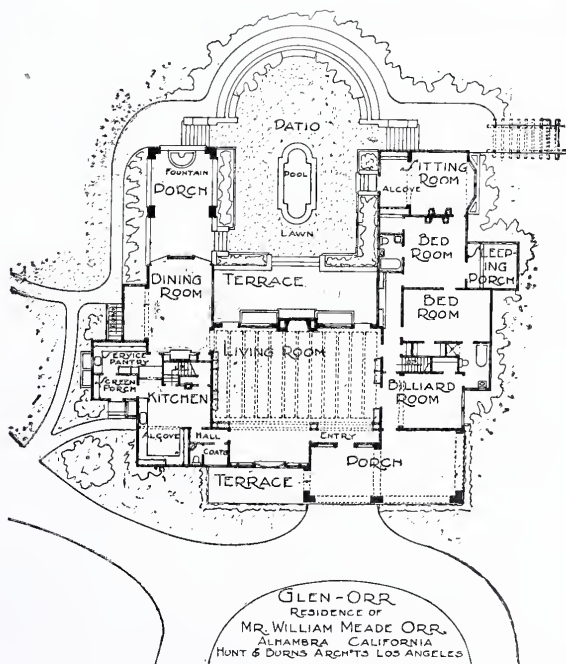 PATIO
FOUNTAIN
PORCH
POOL
LAWN
SITTING
ROOM
ALCOVE
BED
ROOM
SLEEP-
ING
PORCH
DINING
ROOM
TERRACE
BED
ROOM
LIVING ROOM
SERVICE
PANTRY
SCREEN
PORCH
KITCHEN
BILLIARD
ROOM
ALCOVE
HALL
COATS
ENTRY
PORCH
TERRACE
GLEN-ORR
RESIDENCE OF
MR. WILLIAM MEADE ORR
ALHAMBRA CALIFORNIA
HUNT & BURNS ARCH'TS LOS ANGELES